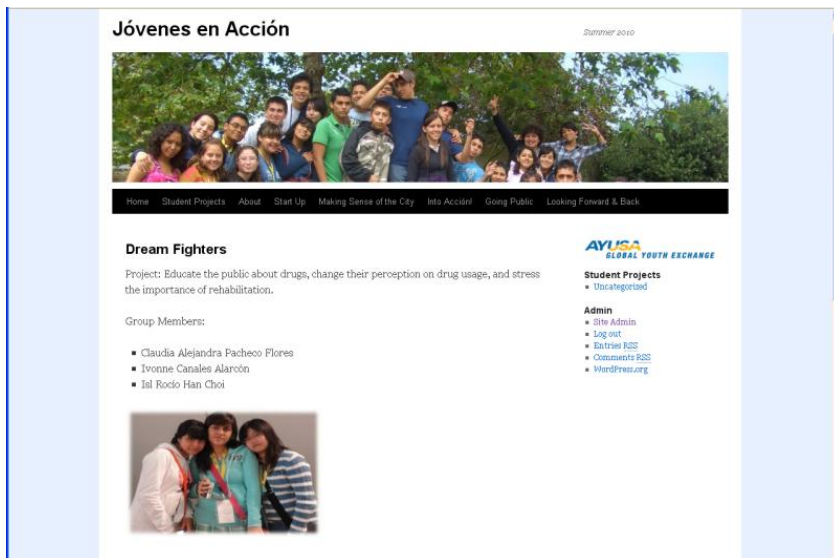 Jóvenes en Acción
Summer 2010
Home Student Projects About Start Up Making Sense of the City Into Acción! Going Public Looking Forward & Back
Dream Fighters
Project: Educate the public about drugs, change their perception on drug usage, and stress
the importance of rehabilitation.
Group Members:
Claudia Alejandra Pacheco Flores
Ivonne Canales Alarcón
Isl Rocío Han Choi
AYUSA
GLOBAL YOUTH EXCHANGE
Student Projects
Uncategorized
Admin
Site Admin
Log out
Entries RSS
Comments RSS
WordPress.org